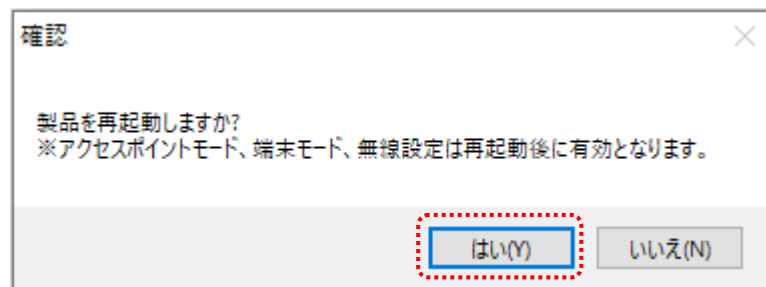 確認
製品を再起動しますか?
※アクセスポイントモード、端末モード、無線設定は再起動後に有効となります。
はい(Y)
いいえ(N)